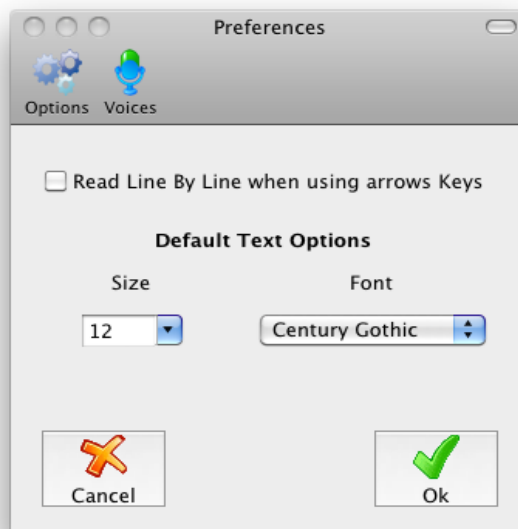 Preferences
Options Voices
Read Line By Line when using arrows Keys
Default Text Options
Size Font
12 Century Gothic
Cancel Ok